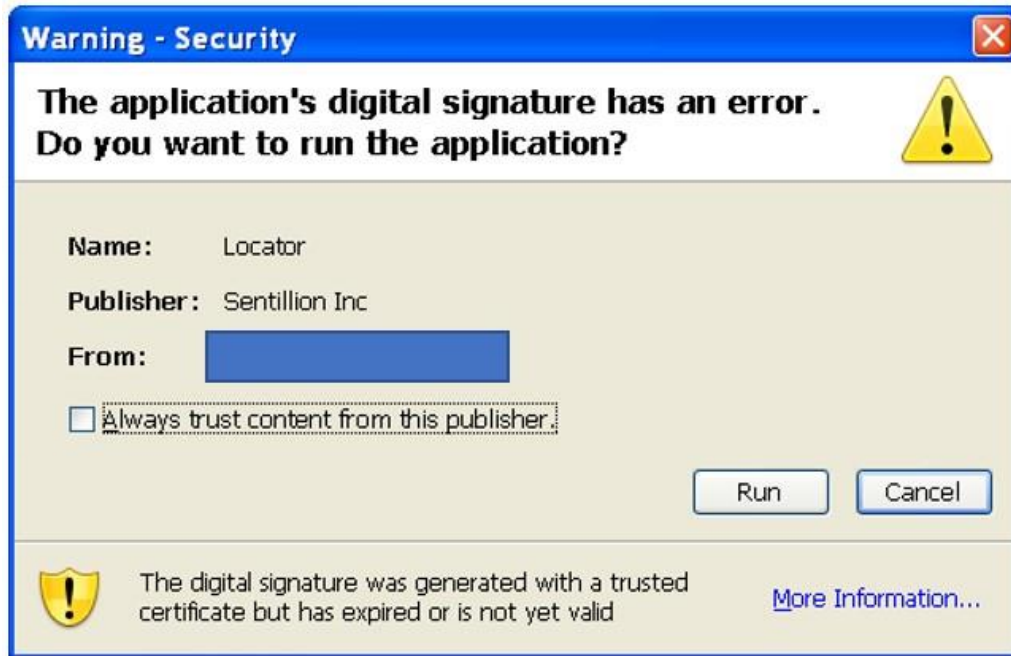 Warning - Security
The application's digital signature has an error.
Do you want to run the application?
Name: Locator
Publisher: Sentillion Inc
From:
Always trust content from this publisher.
Run Cancel
The digital signature was generated with a trusted
certificate but has expired or is not yet valid
More Information...